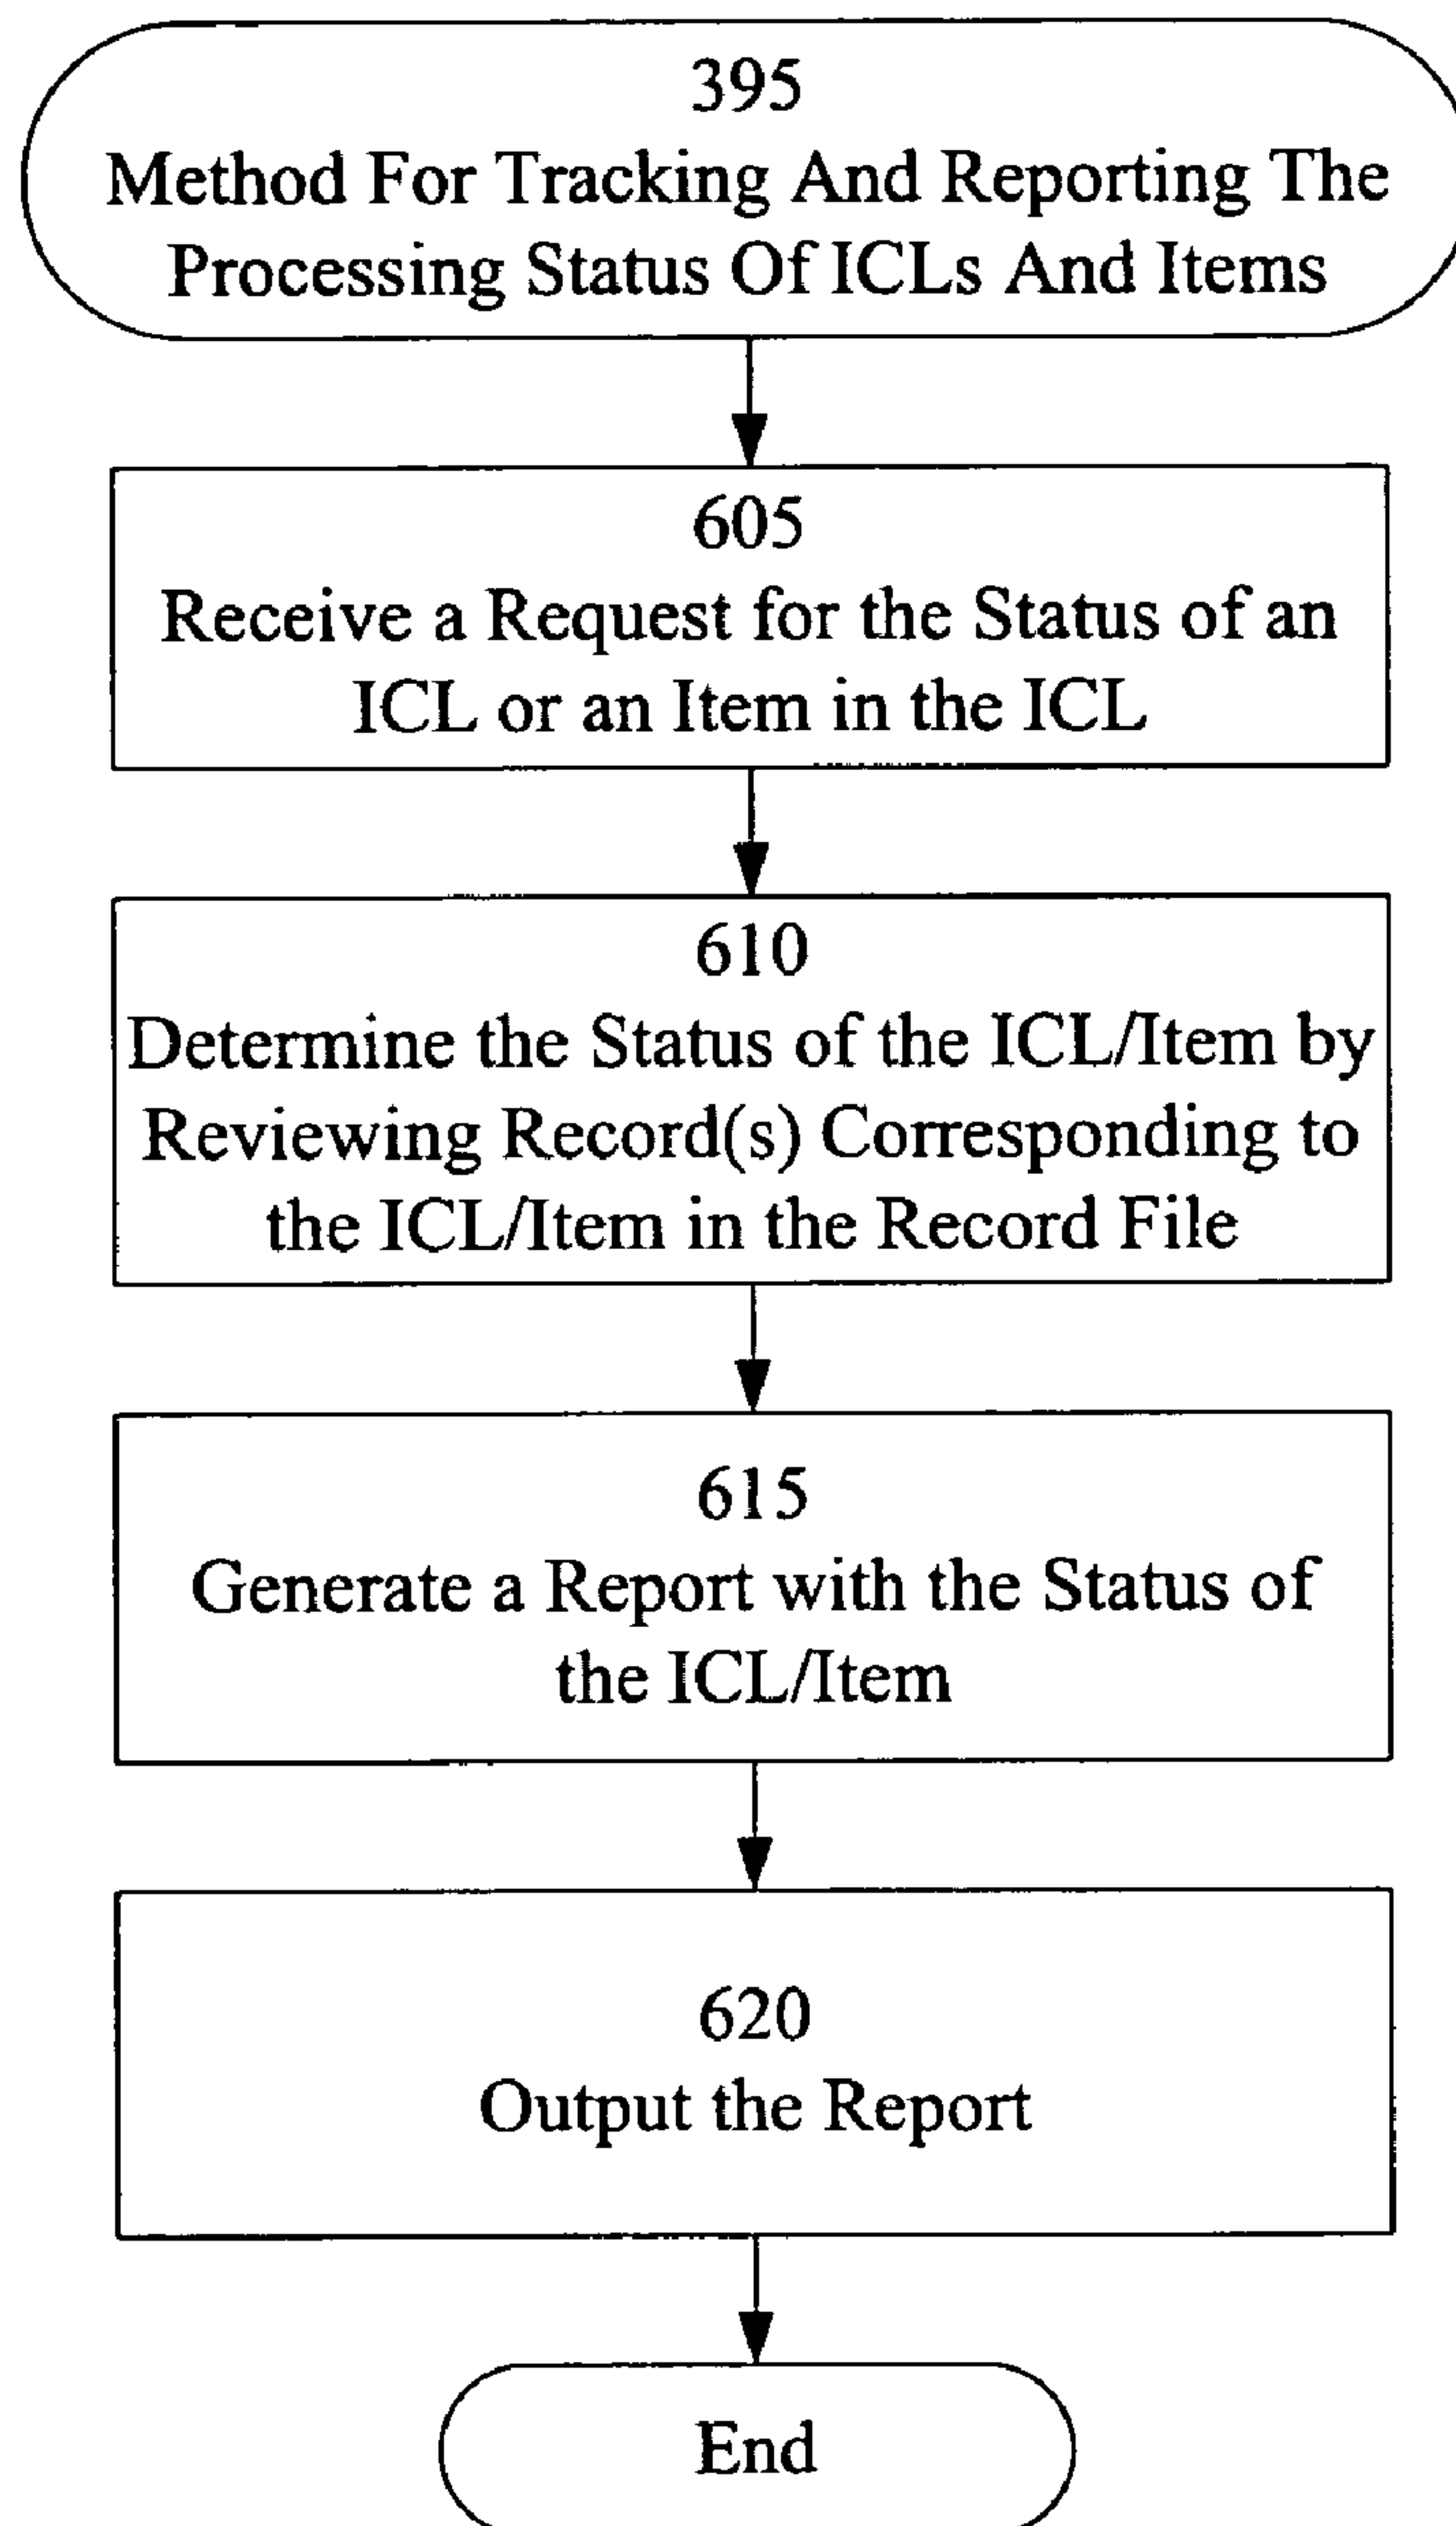 395
Method For Tracking And Reporting The
Processing Status Of ICLs And Items
605
Receive a Request for the Status of an
ICL or an Item in the ICL
610
Determine the Status of the ICL/Item by
Reviewing Record(s) Corresponding to
the ICL/Item in the Record File
615
Generate a Report with the Status of
the ICL/Item
620
Output the Report
End